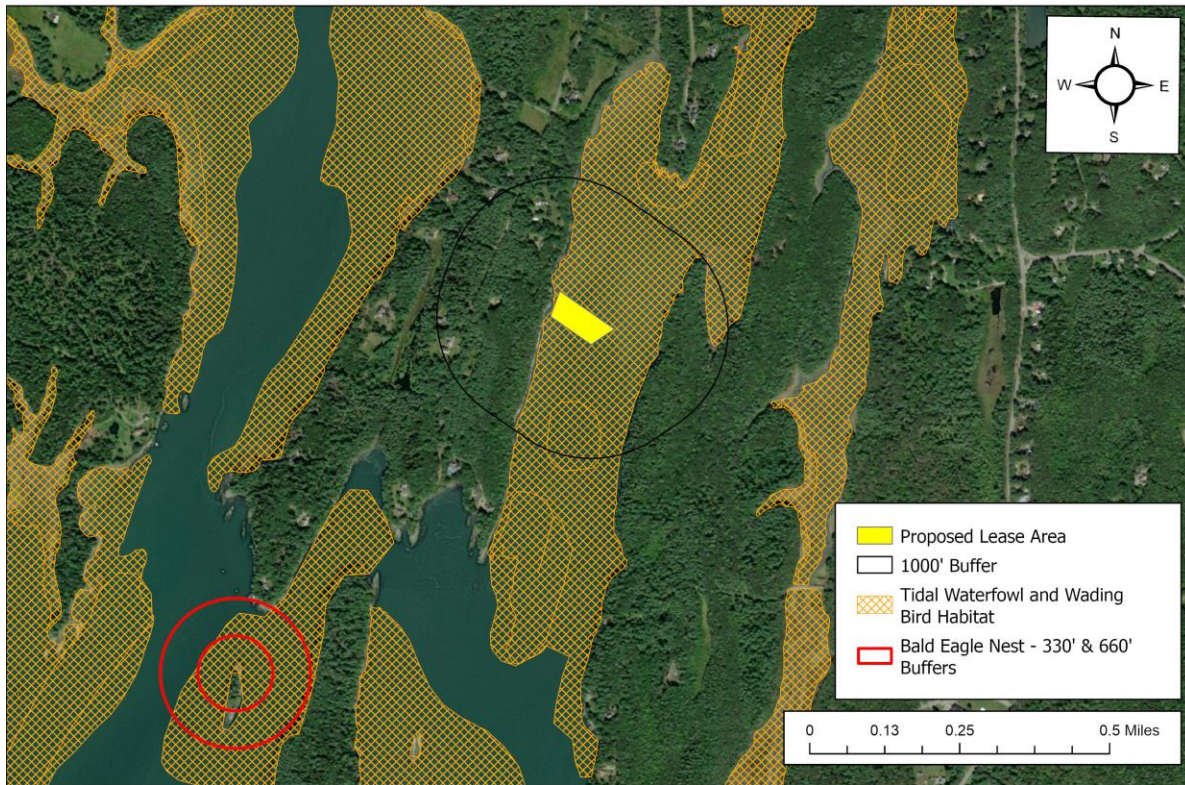 N
W E
S
Proposed Lease Area
1000' Buffer
Tidal Waterfowl and Wading
Bird Habitat
Bald Eagle Nest - 330' & 660'
Buffers
0 0.13 0.25 0.5 Miles